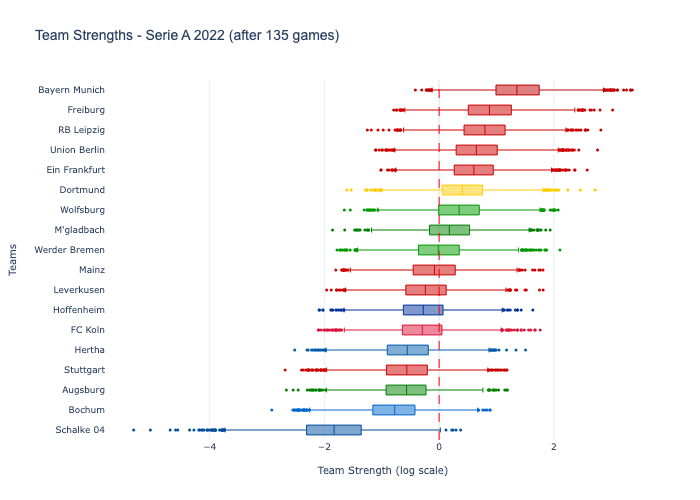 Team Strengths - Serie A 2022 (after 135 games)
Bayern Munich
Freiburg
RB Leipzig
Union Berlin
Ein Frankfurt
Dortmund
Wolfsburg
M'gladbach
Werder Bremen
Mainz
Leverkusen
Hoffenheim
FC Koln
Hertha
Stuttgart
Augsburg
Bochum
Schalke 04
Teams
−4 −2 0 2
Team Strength (log scale)